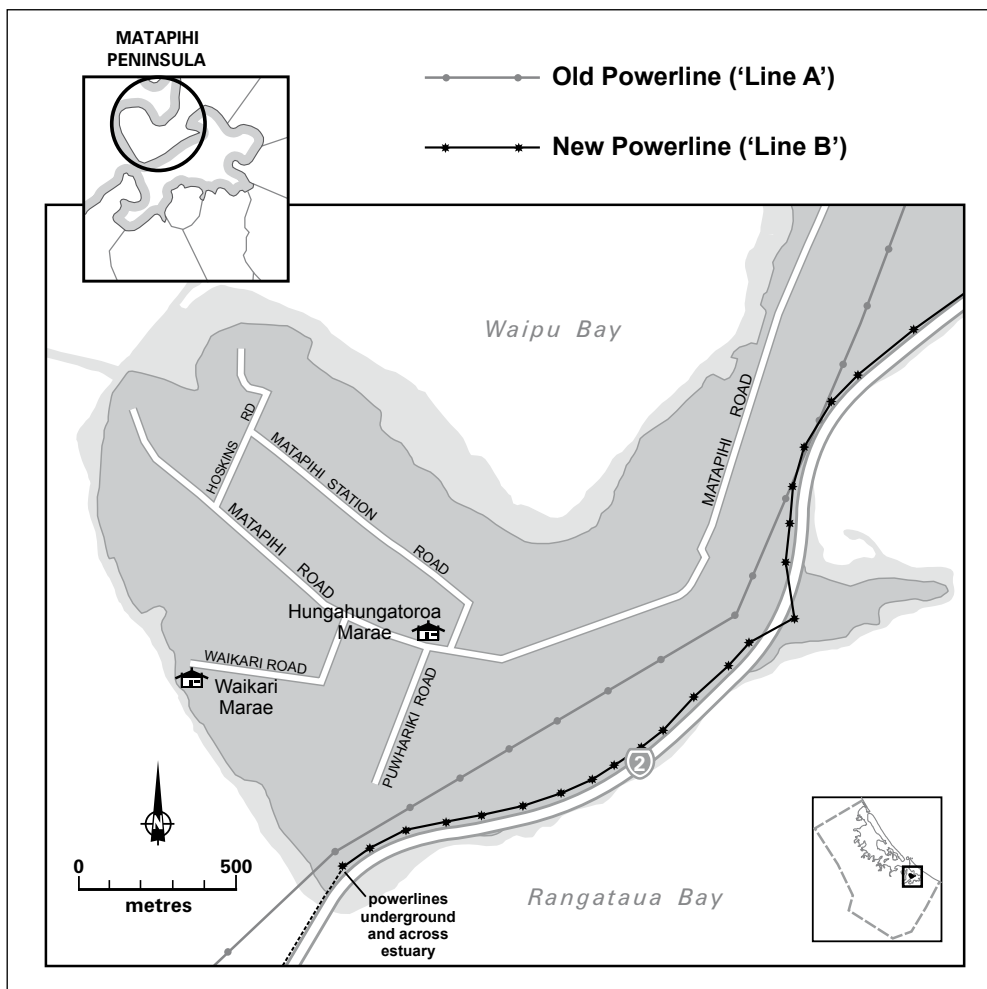 MATAPIHI
PENINSULA
Old Powerline (‘Line A’)
New Powerline (‘Line B’)
Waipu Bay
HOSKINS RD
MATAPIHI STATION ROAD
MATAPIHI ROAD
MATAPIHI ROAD
Hungahungatoroa
Marae
WAIKARI ROAD
Waikari
Marae
PUWHARIKI ROAD
2
N
0 500
metres
powerlines
underground
and across
estuary
Rangataua Bay